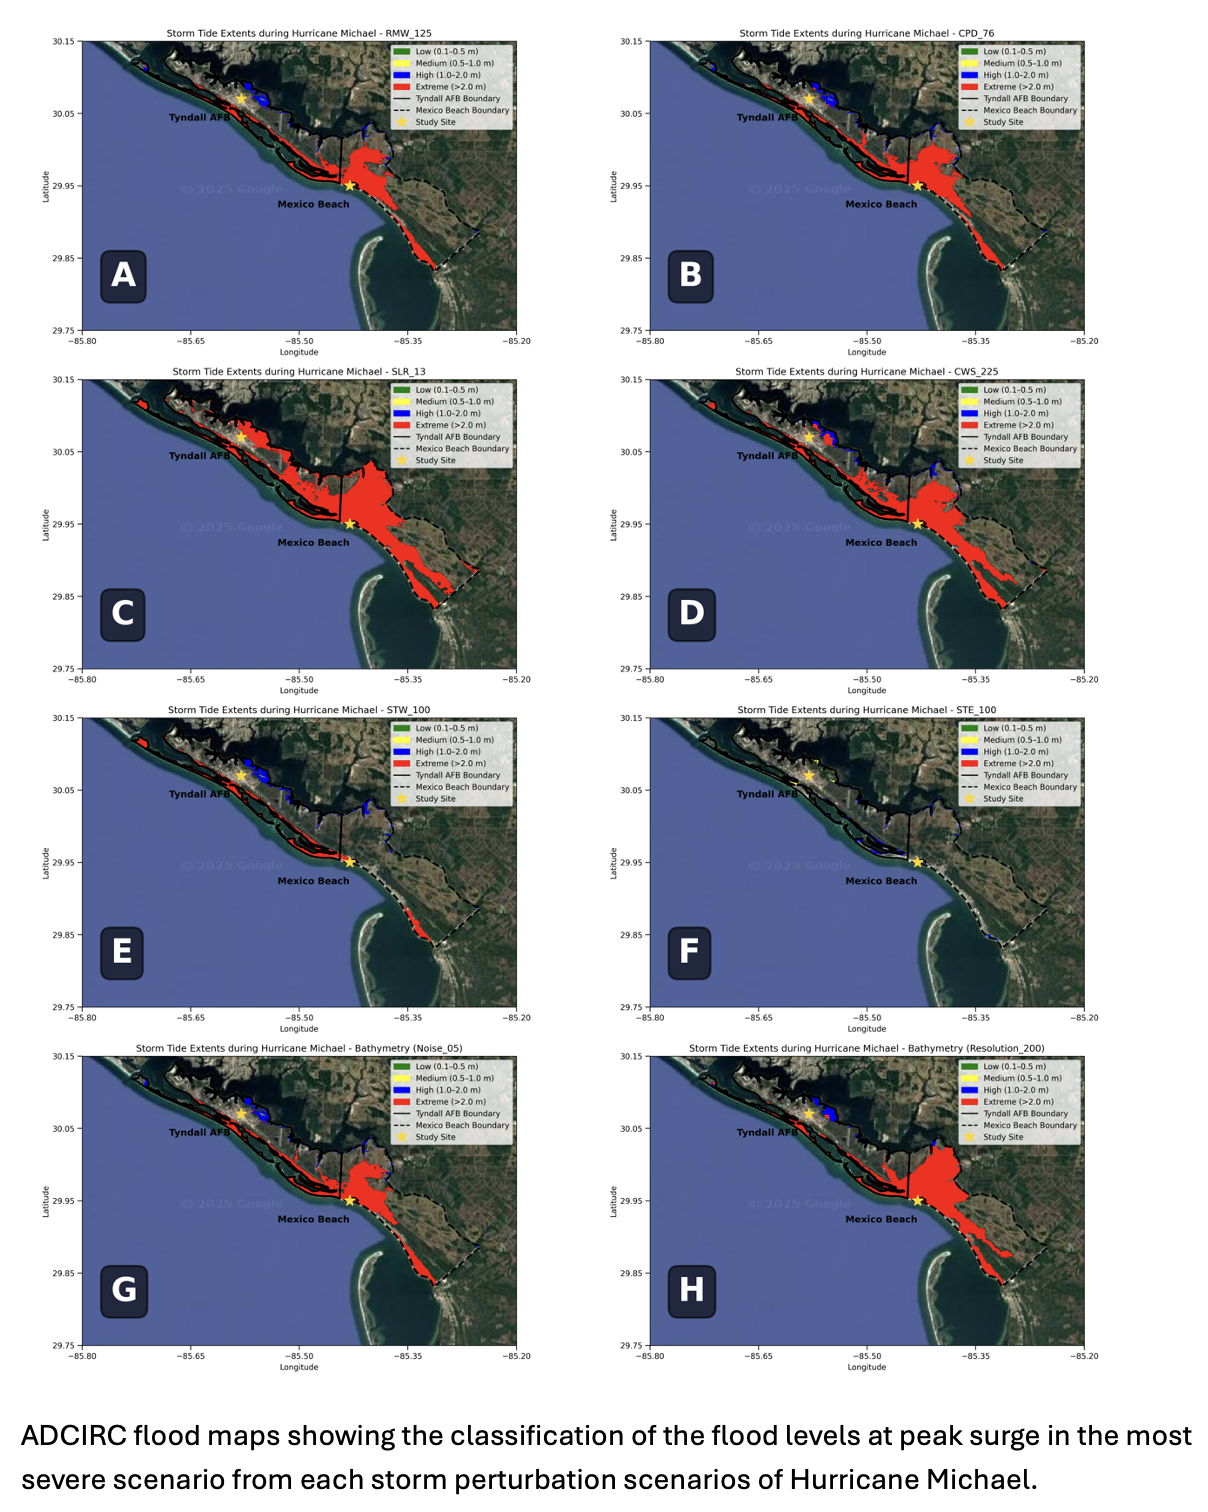 Storm Tide Extents during Hurricane Michael - RMW_125
30.15
30.05
29.95
29.85
29.75
Latitude
Low (0.1–0.5 m)
Medium (0.5–1.0 m)
High (1.0–2.0 m)
Extreme (>2.0 m)
Tyndall AFB Boundary
Mexico Beach Boundary
Study Site
Tyndall AFB
© 2025 Google
Mexico Beach
A
−85.80 −85.65 −85.50 −85.35 −85.20
Longitude
Storm Tide Extents during Hurricane Michael - CPD_76
30.15
30.05
29.95
29.85
29.75
Latitude
Low (0.1–0.5 m)
Medium (0.5–1.0 m)
High (1.0–2.0 m)
Extreme (>2.0 m)
Tyndall AFB Boundary
Mexico Beach Boundary
Study Site
Tyndall AFB
© 2025 Google
Mexico Beach
B
−85.80 −85.65 −85.50 −85.35 −85.20
Longitude
Storm Tide Extents during Hurricane Michael - SLR_13
30.15
30.05
29.95
29.85
29.75
Latitude
Low (0.1–0.5 m)
Medium (0.5–1.0 m)
High (1.0–2.0 m)
Extreme (>2.0 m)
Tyndall AFB Boundary
Mexico Beach Boundary
Study Site
Tyndall AFB
© 2025 Google
Mexico Beach
C
−85.80 −85.65 −85.50 −85.35 −85.20
Longitude
Storm Tide Extents during Hurricane Michael - CWS_225
30.15
30.05
29.95
29.85
29.75
Latitude
Low (0.1–0.5 m)
Medium (0.5–1.0 m)
High (1.0–2.0 m)
Extreme (>2.0 m)
Tyndall AFB Boundary
Mexico Beach Boundary
Study Site
Tyndall AFB
© 2025 Google
Mexico Beach
D
−85.80 −85.65 −85.50 −85.35 −85.20
Longitude
Storm Tide Extents during Hurricane Michael - STW_100
30.15
30.05
29.95
29.85
29.75
Latitude
Low (0.1–0.5 m)
Medium (0.5–1.0 m)
High (1.0–2.0 m)
Extreme (>2.0 m)
Tyndall AFB Boundary
Mexico Beach Boundary
Study Site
Tyndall AFB
© 2025 Google
Mexico Beach
E
−85.80 −85.65 −85.50 −85.35 −85.20
Longitude
Storm Tide Extents during Hurricane Michael - STE_100
30.15
30.05
29.95
29.85
29.75
Latitude
Low (0.1–0.5 m)
Medium (0.5–1.0 m)
High (1.0–2.0 m)
Extreme (>2.0 m)
Tyndall AFB Boundary
Mexico Beach Boundary
Study Site
Tyndall AFB
© 2025 Google
Mexico Beach
F
−85.80 −85.65 −85.50 −85.35 −85.20
Longitude
Storm Tide Extents during Hurricane Michael - Bathymetry (Noise_05)
30.15
30.05
29.95
29.85
29.75
Latitude
Low (0.1–0.5 m)
Medium (0.5–1.0 m)
High (1.0–2.0 m)
Extreme (>2.0 m)
Tyndall AFB Boundary
Mexico Beach Boundary
Study Site
Tyndall AFB
© 2025 Google
Mexico Beach
G
−85.80 −85.65 −85.50 −85.35 −85.20
Longitude
Storm Tide Extents during Hurricane Michael - Bathymetry (Resolution_200)
30.15
30.05
29.95
29.85
29.75
Latitude
Low (0.1–0.5 m)
Medium (0.5–1.0 m)
High (1.0–2.0 m)
Extreme (>2.0 m)
Tyndall AFB Boundary
Mexico Beach Boundary
Study Site
Tyndall AFB
© 2025 Google
Mexico Beach
H
−85.80 −85.65 −85.50 −85.35 −85.20
Longitude
ADCIRC flood maps showing the classification of the flood levels at peak surge in the most
severe scenario from each storm perturbation scenarios of Hurricane Michael.